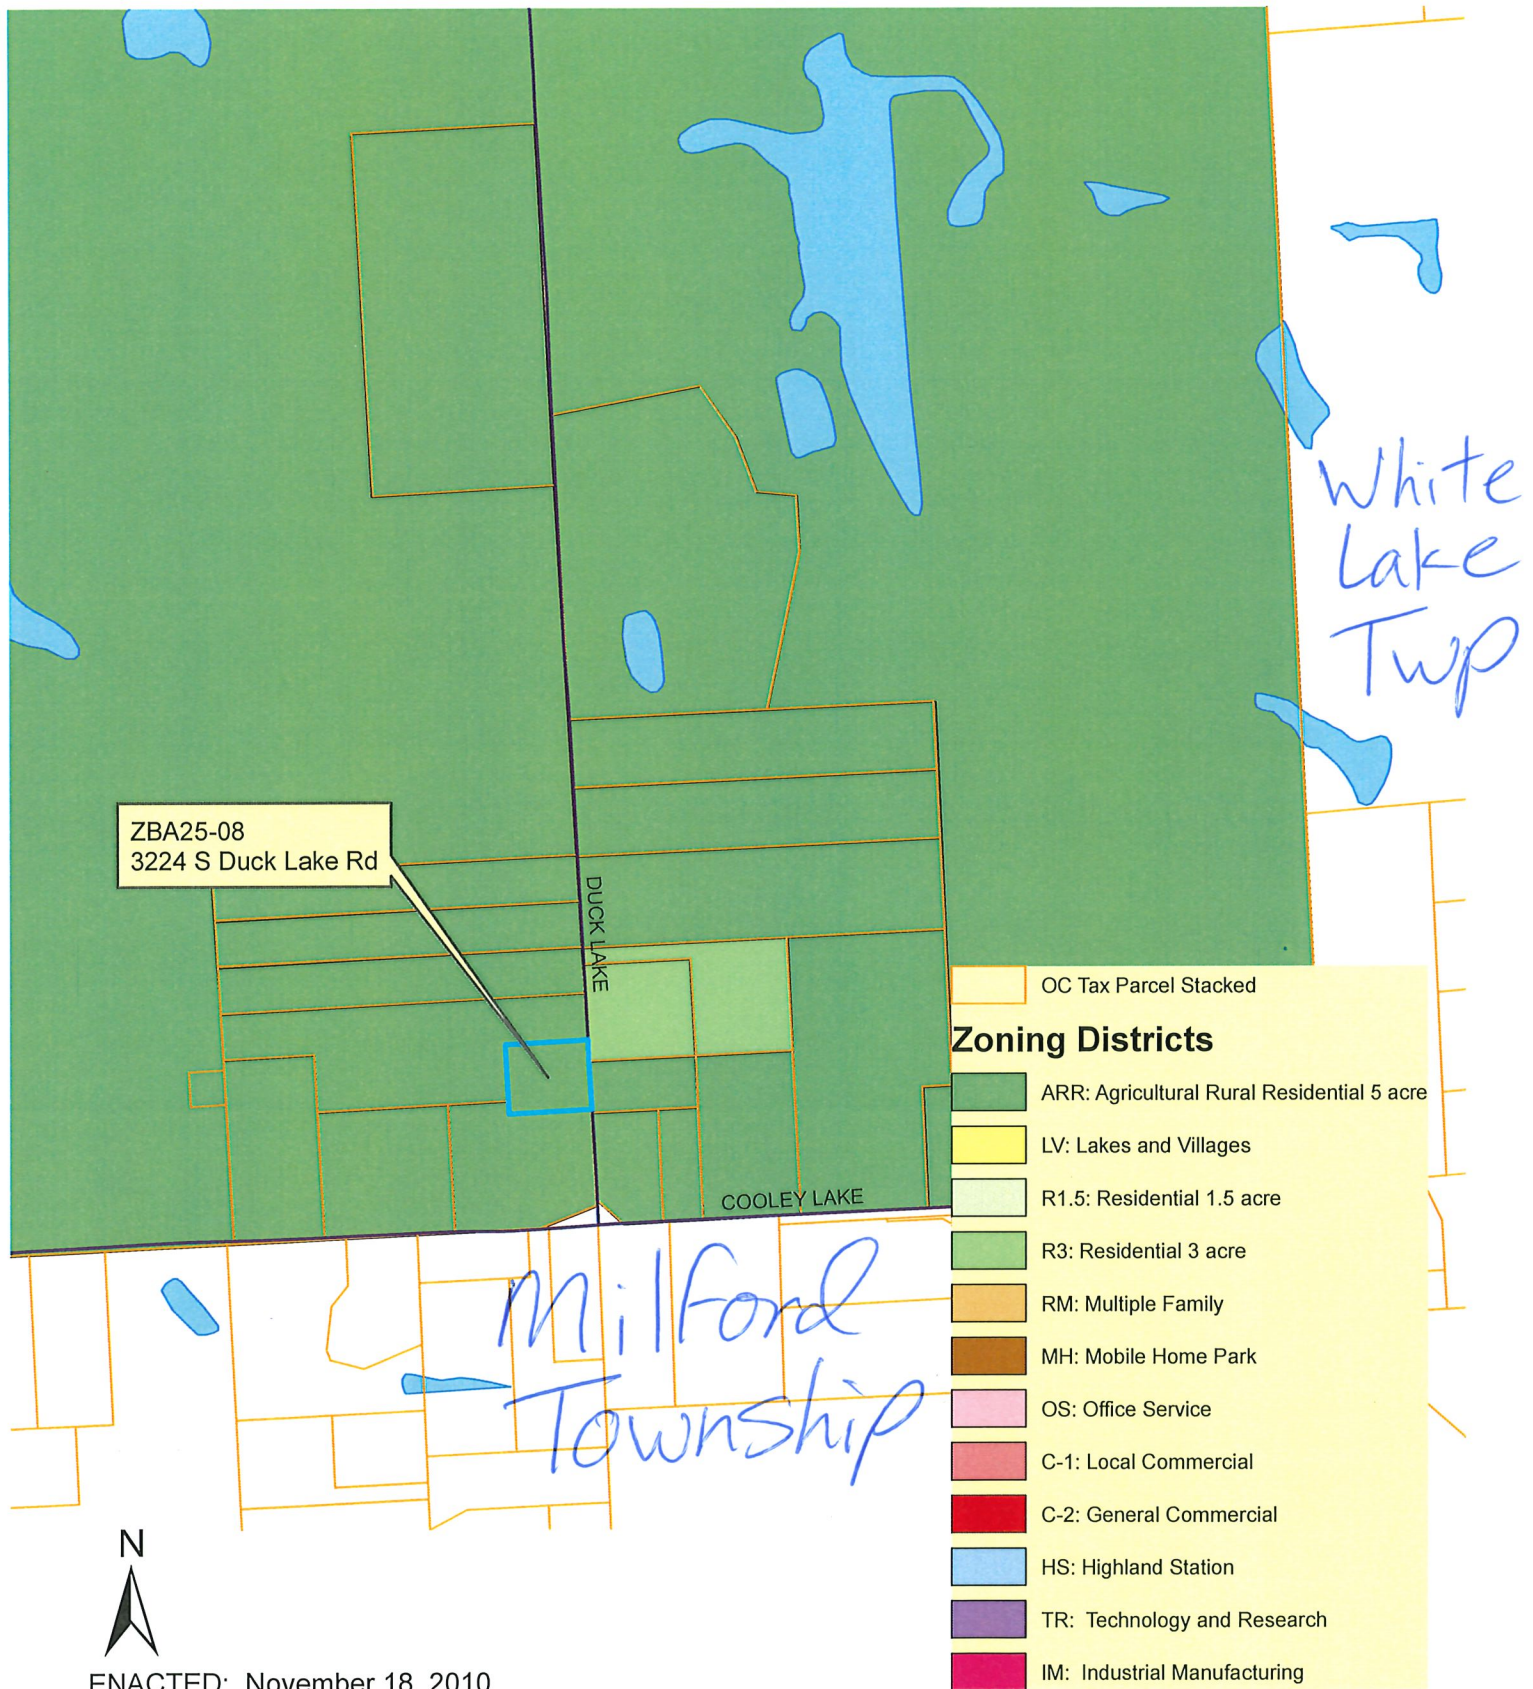 White
Lake
Twp
ZBA25-08
3224 S Duck Lake Rd
DUCK LAKE
COOLEY LAKE
Milford
Township
OC Tax Parcel Stacked
Zoning Districts
ARR: Agricultural Rural Residential 5 acre
LV: Lakes and Villages
R1.5: Residential 1.5 acre
R3: Residential 3 acre
RM: Multiple Family
MH: Mobile Home Park
OS: Office Service
C-1: Local Commercial
C-2: General Commercial
HS: Highland Station
TR: Technology and Research
IM: Industrial Manufacturing
N
ENACTED: November 18, 2010